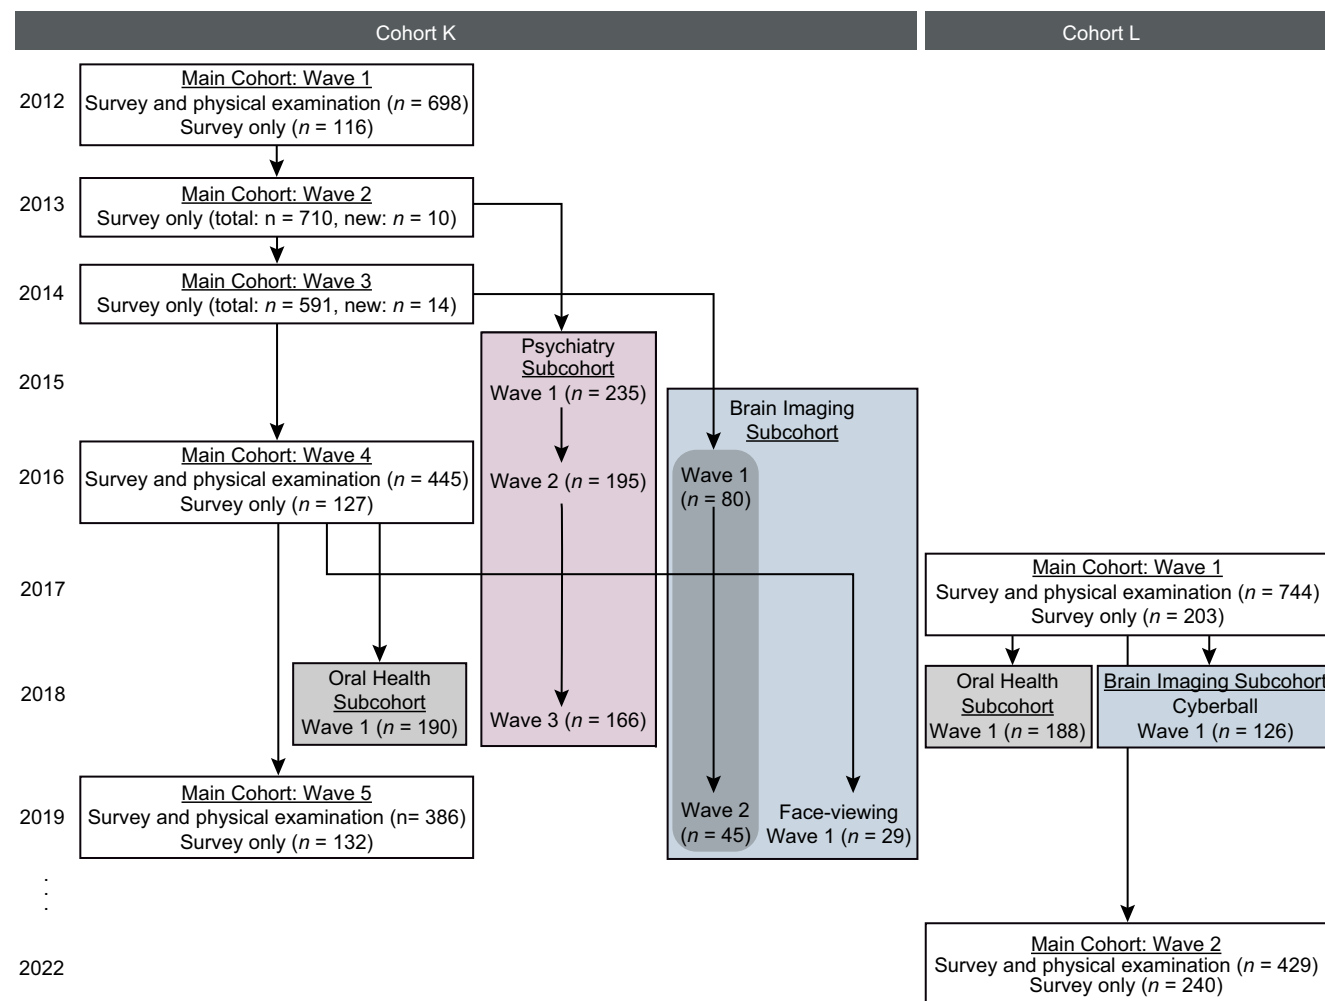 Cohort K
Cohort L
2012
Main Cohort: Wave 1
Survey and physical examination (n = 698)
Survey only (n = 116)
2013
Main Cohort: Wave 2
Survey only (total: n = 710, new: n = 10)
2014
Main Cohort: Wave 3
Survey only (total: n = 591, new: n = 14)
2015
Psychiatry
Subcohort
Wave 1 (n = 235)
Brain Imaging
Subcohort
2016
Main Cohort: Wave 4
Survey and physical examination (n = 445)
Survey only (n = 127)
Wave 2 (n = 195)
Wave 1
(n = 80)
2017
Main Cohort: Wave 1
Survey and physical examination (n = 744)
Survey only (n = 203)
2018
Oral Health
Subcohort
Wave 1 (n = 190)
Wave 3 (n = 166)
Oral Health
Subcohort
Wave 1 (n = 188)
Brain Imaging Subcohort
Cyberball
Wave 1 (n = 126)
2019
Main Cohort: Wave 5
Survey and physical examination (n= 386)
Survey only (n = 132)
Wave 2
(n = 45)
Face-viewing
Wave 1 (n = 29)
.
.
.
2022
Main Cohort: Wave 2
Survey and physical examination (n = 429)
Survey only (n = 240)